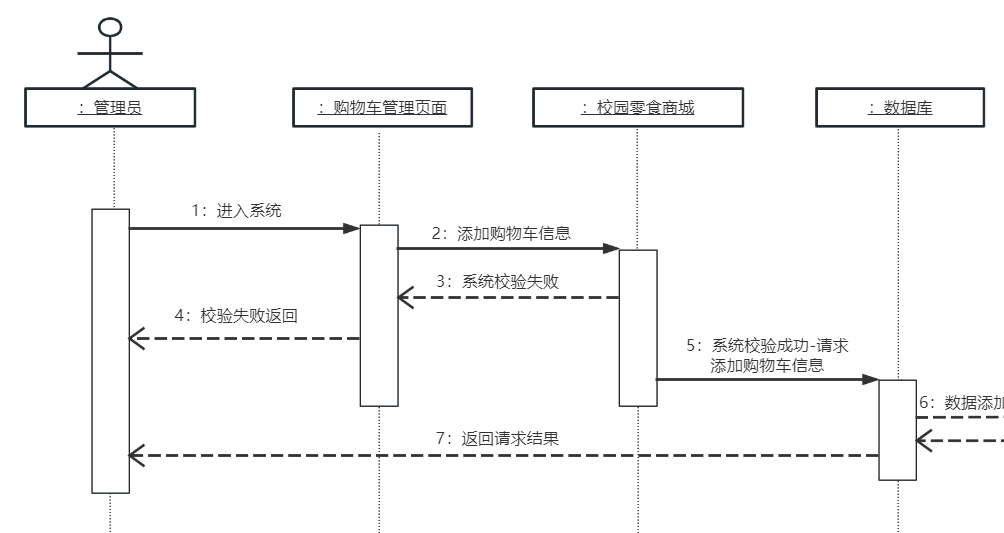 ：管理员
：购物车管理页面
：校园零食商城
：数据库
1：进入系统
2：添加购物车信息
3：系统校验失败
4：校验失败返回
5：系统校验成功-请求
添加购物车信息
6：数据添加
7：返回请求结果